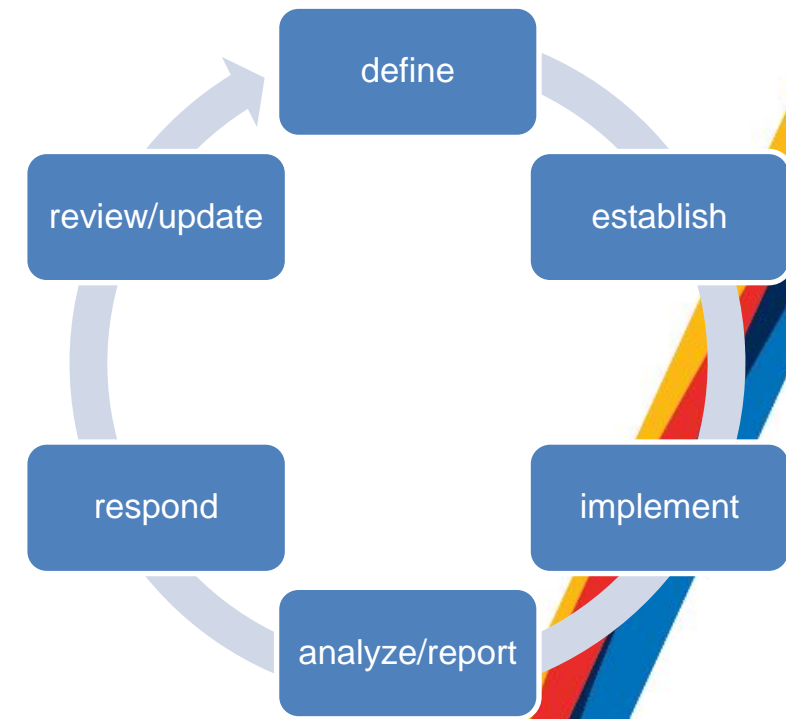 define
establish
implement
analyze/report
respond
review/update